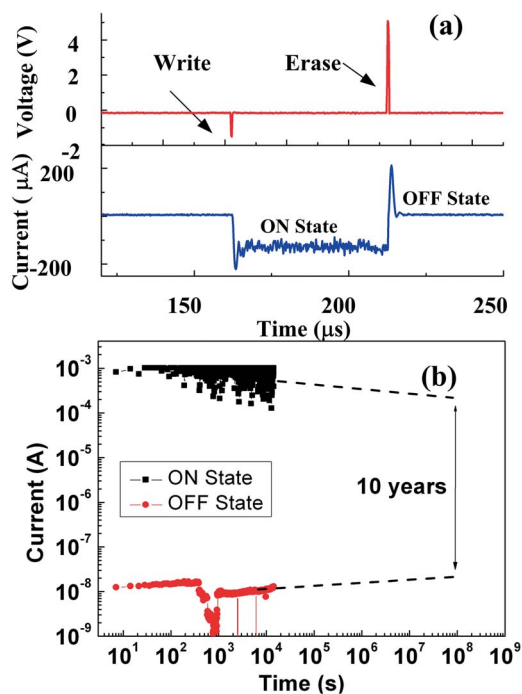 (a)
Voltage (V)
4
2
0
-2
Write
Erase
Current ( μA)
200
-200
ON State
OFF State
150
200
250
Time (μs)
(b)
Current (A)
10⁻³
10⁻⁴
10⁻⁵
10⁻⁶
10⁻⁷
10⁻⁸
10⁻⁹
ON State
OFF State
10 years
10¹ 10² 10³ 10⁴ 10⁵ 10⁶ 10⁷ 10⁸ 10⁹
Time (s)